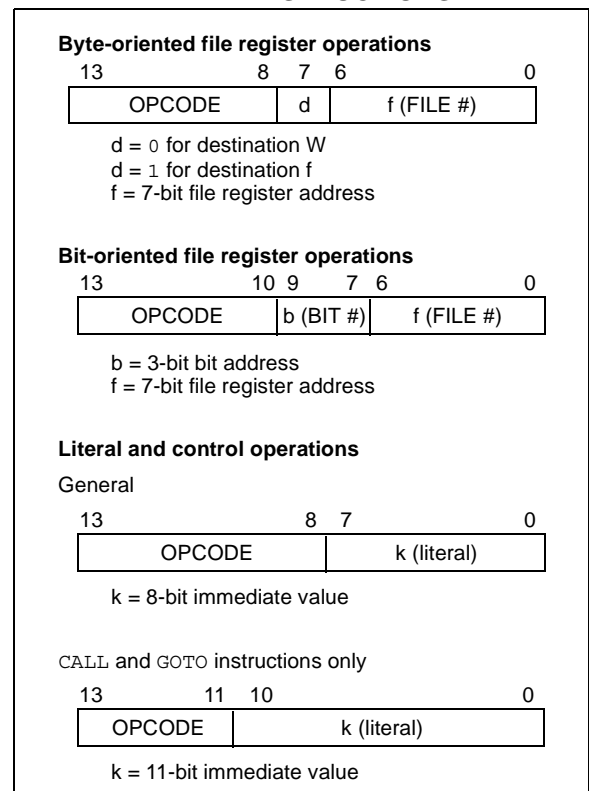 Byte-oriented file register operations
13 8 7 6 0
OPCODE d f (FILE #)
d = 0 for destination W
d = 1 for destination f
f = 7-bit file register address
Bit-oriented file register operations
13 10 9 7 6 0
OPCODE b (BIT #) f (FILE #)
b = 3-bit bit address
f = 7-bit file register address
Literal and control operations
General
13 8 7 0
OPCODE k (literal)
k = 8-bit immediate value
CALL and GOTO instructions only
13 11 10 0
OPCODE k (literal)
k = 11-bit immediate value